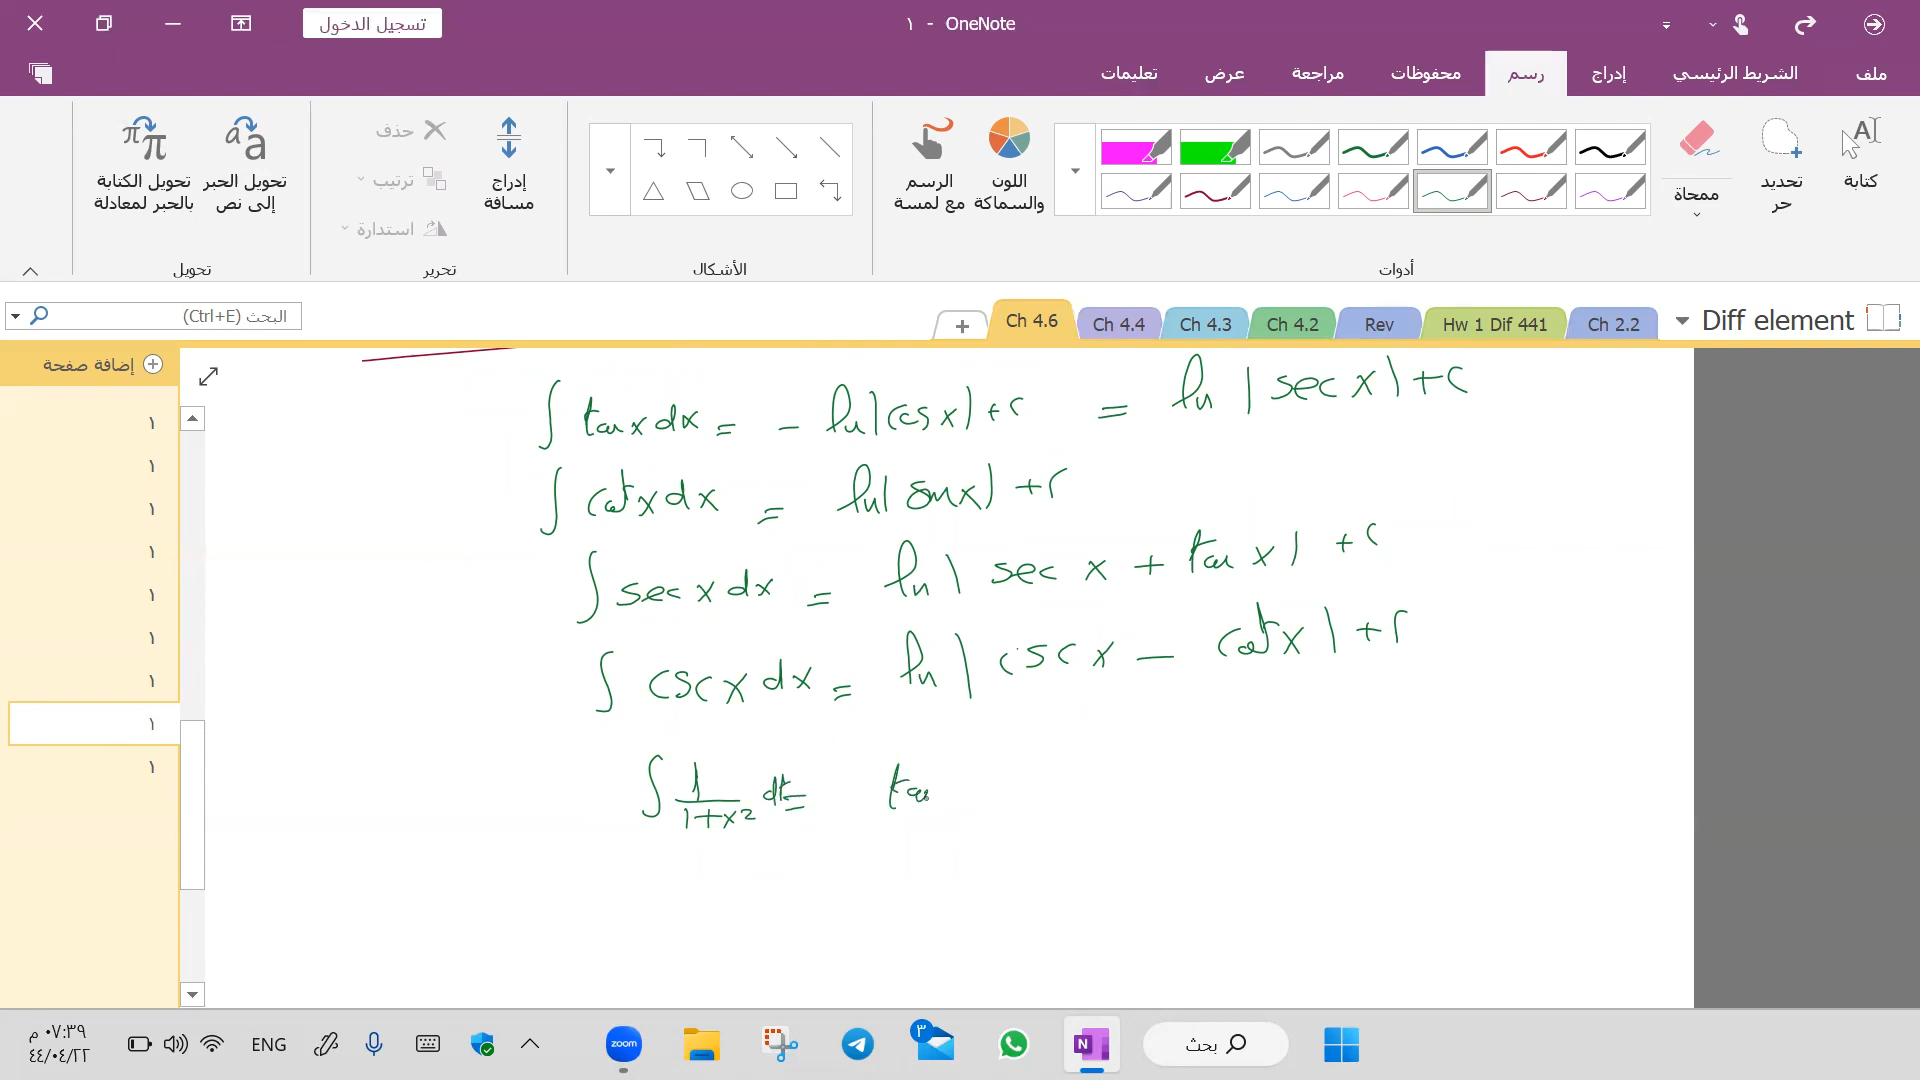 تسجيل الدخول
١ - OneNote
ملف الشريط الرئيسي إدراج رسم محفوظات مراجعة عرض تعليمات
كتابة
تحديد حر
ممحاة
أدوات
اللون والسماكة
الرسم مع لمسة
الأشكال
إدراج مسافة
حذف
ترتيب
استدارة
تحرير
تحويل الحبر إلى نص
تحويل الكتابة بالحبر لمعادلة
تحويل
Diff element
Ch 2.2
Hw 1 Dif 441
Rev
Ch 4.2
Ch 4.3
Ch 4.4
Ch 4.6
البحث (Ctrl+E)
إضافة صفحة
١
١
١
١
١
١
١
١
١
∫ tan x dx = - ln|cos x| + c = ln |sec x| + c
∫ cot x dx = ln|sin x| + c
∫ sec x dx = ln|sec x + tan x| + c
∫ csc x dx = ln|csc x - cot x| + c
∫ 1/(1+x²) dt = tan
بحث
zoom
N
٣
ENG
٠٧:٣٩ م
٤٤/٠٤/٢٢